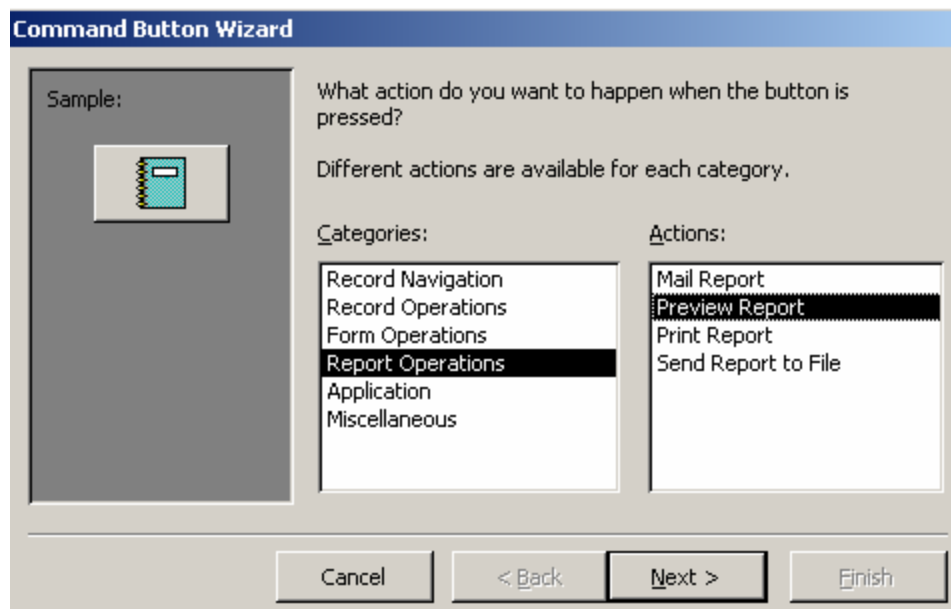 Command Button Wizard
Sample:
What action do you want to happen when the button is
pressed?
Different actions are available for each category.
Categories:
Record Navigation
Record Operations
Form Operations
Report Operations
Application
Miscellaneous
Actions:
Mail Report
Preview Report
Print Report
Send Report to File
Cancel
< Back
Next >
Finish